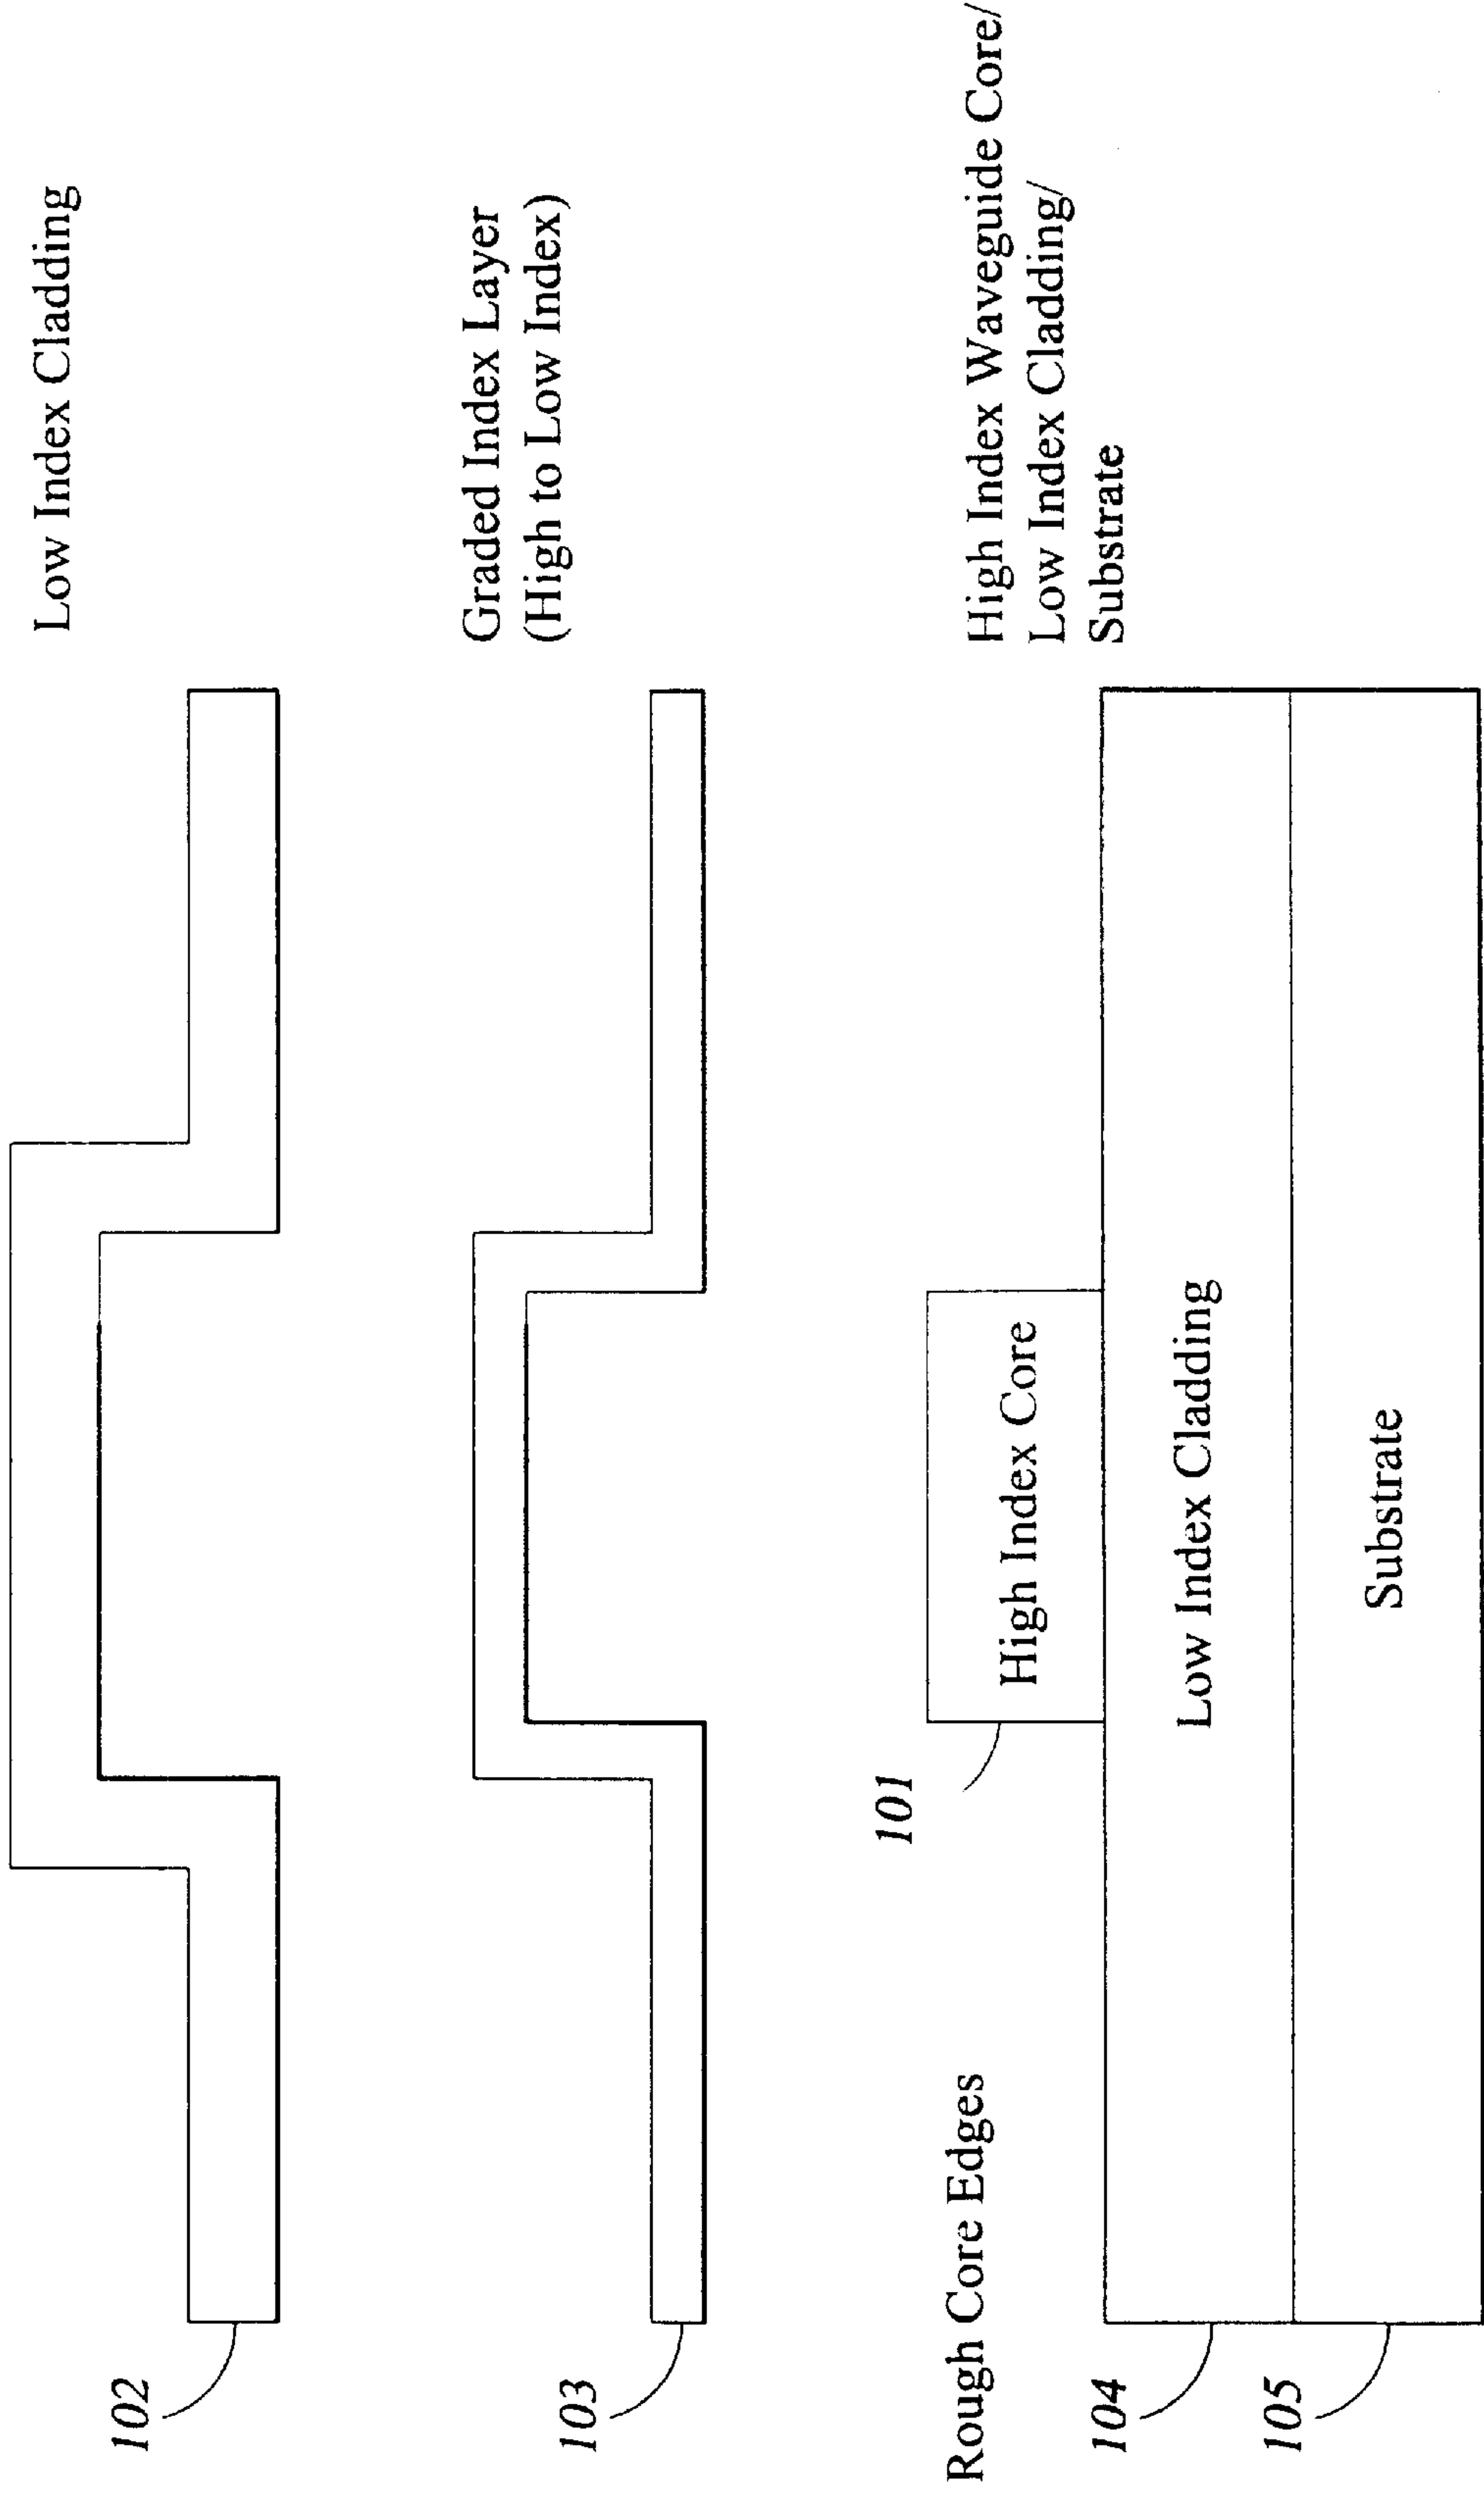 Low Index Cladding
102
Graded Index Layer
(High to Low Index)
103
High Index Waveguide Core/
Low Index Cladding/
Substrate
Rough Core Edges
101
High Index Core
104
Low Index Cladding
105
Substrate